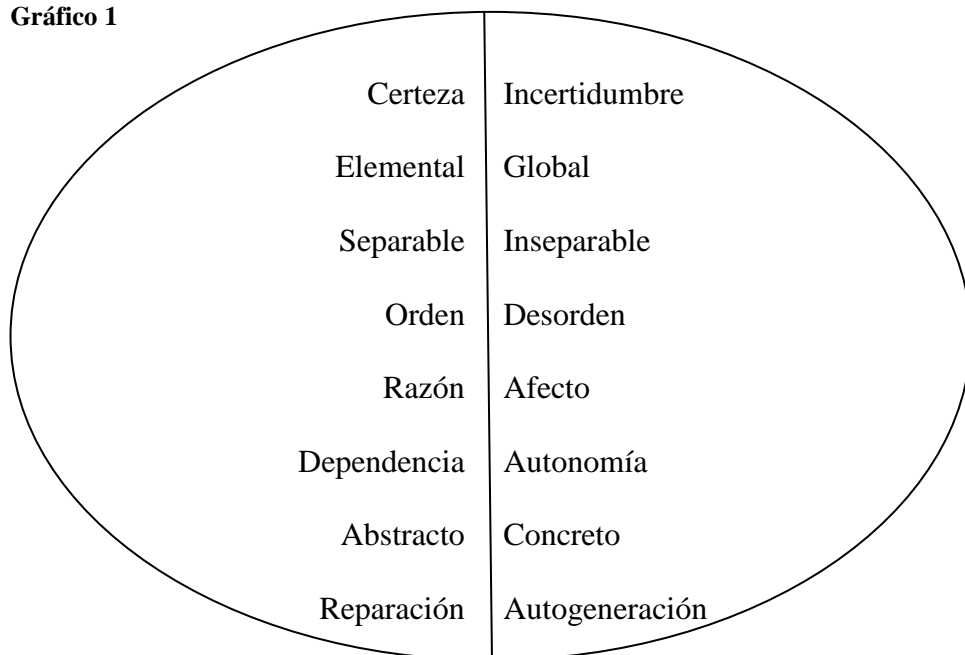 Gráfico 1
Certeza Incertidumbre
Elemental Global
Separable Inseparable
Orden Desorden
Razón Afecto
Dependencia Autonomía
Abstracto Concreto
Reparación Autogeneración